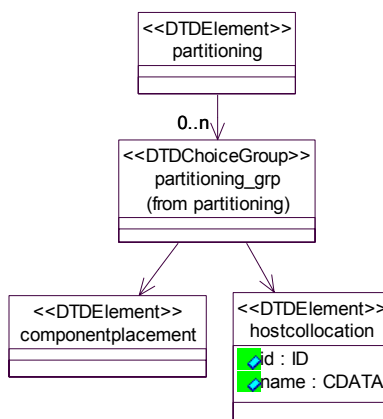 <<DTDElement>>
partitioning
0..n
<<DTDChoiceGroup>>
partitioning_grp
(from partitioning)
<<DTDElement>>
componentplacement
<<DTDElement>>
hostcollocation
id : ID
name : CDATA